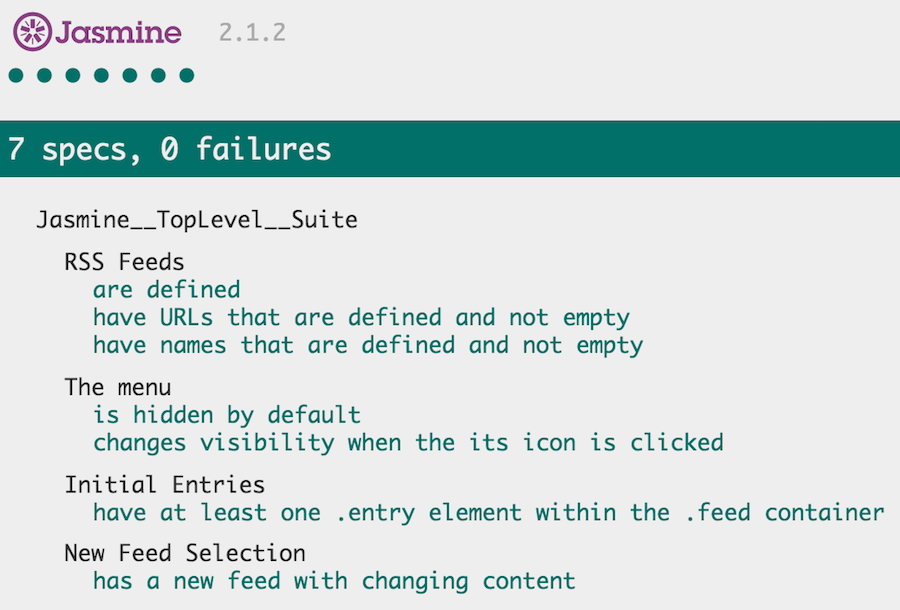 Jasmine 2.1.2
7 specs, 0 failures
Jasmine__TopLevel__Suite
RSS Feeds
are defined
have URLs that are defined and not empty
have names that are defined and not empty
The menu
is hidden by default
changes visibility when the its icon is clicked
Initial Entries
have at least one .entry element within the .feed container
New Feed Selection
has a new feed with changing content